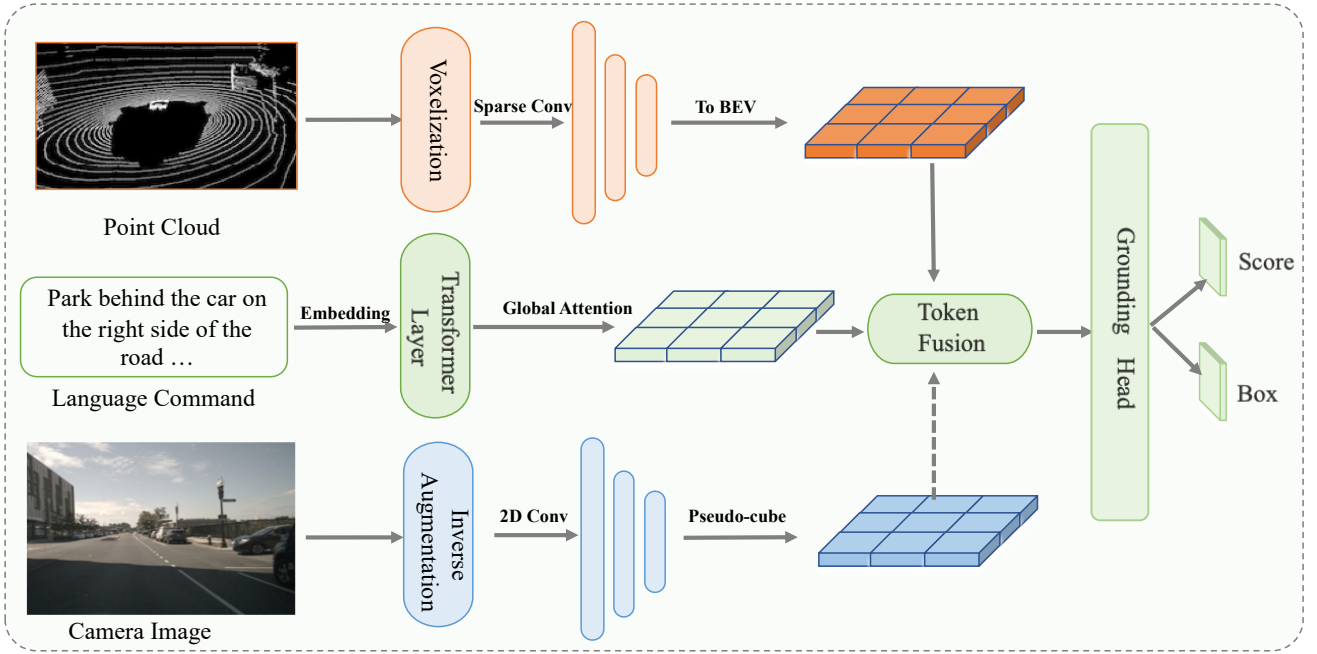 Point Cloud
Voxelization
Sparse Conv
To BEV
Park behind the car on
the right side of the
road …
Language Command
Embedding
Transformer
Layer
Global Attention
Token
Fusion
Grounding Head
Score
Box
Camera Image
Inverse
Augmentation
2D Conv
Pseudo-cube